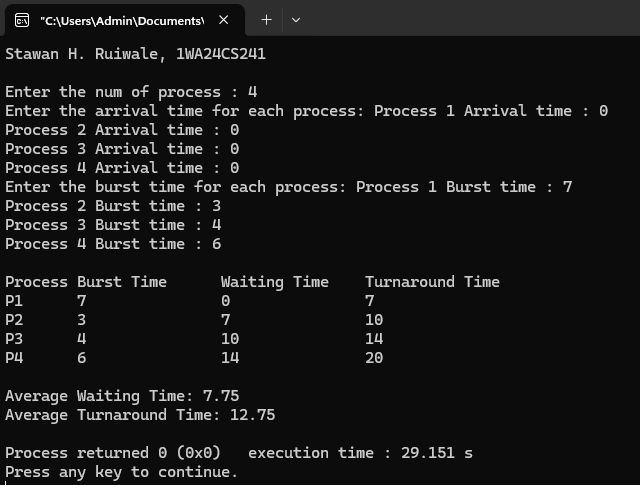 "C:\Users\Admin\Documents\
Stawan H. Ruiwale, 1WA24CS241
Enter the num of process : 4
Enter the arrival time for each process: Process 1 Arrival time : 0
Process 2 Arrival time : 0
Process 3 Arrival time : 0
Process 4 Arrival time : 0
Enter the burst time for each process: Process 1 Burst time : 7
Process 2 Burst time : 3
Process 3 Burst time : 4
Process 4 Burst time : 6
Process Burst Time      Waiting Time    Turnaround Time
P1      7               0               7
P2      3               7               10
P3      4               10              14
P4      6               14              20
Average Waiting Time: 7.75
Average Turnaround Time: 12.75
Process returned 0 (0x0)   execution time : 29.151 s
Press any key to continue.